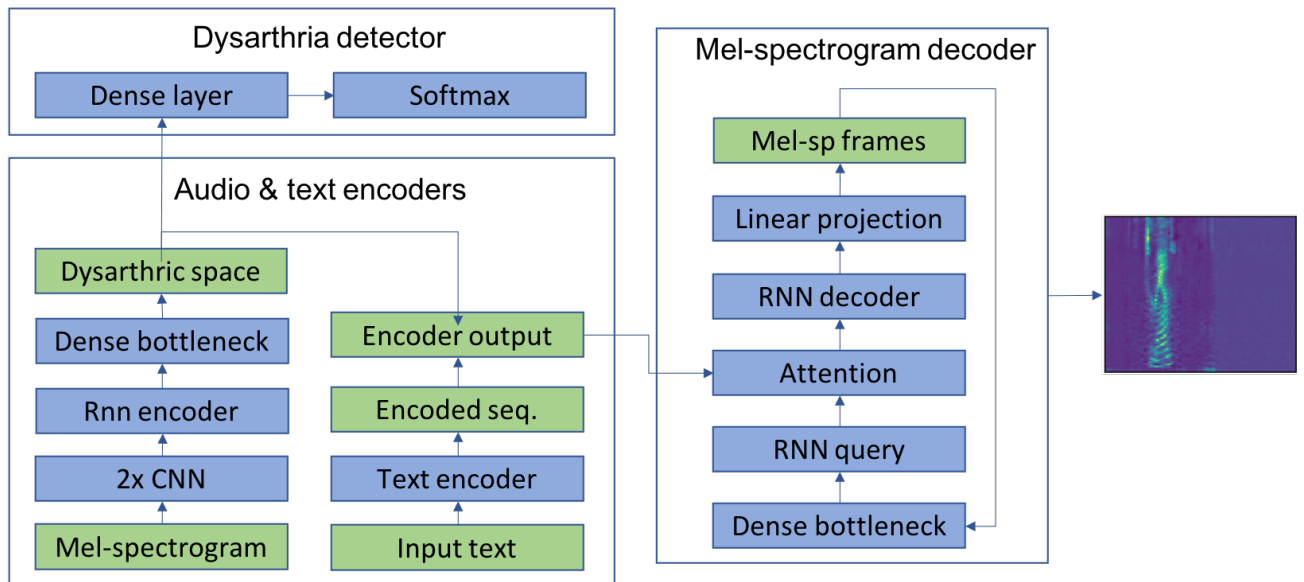 Dysarthria detector
Dense layer
Softmax
Audio & text encoders
Dysarthric space
Dense bottleneck
Rnn encoder
2x CNN
Mel-spectrogram
Encoder output
Encoded seq.
Text encoder
Input text
Mel-spectrogram decoder
Mel-sp frames
Linear projection
RNN decoder
Attention
RNN query
Dense bottleneck